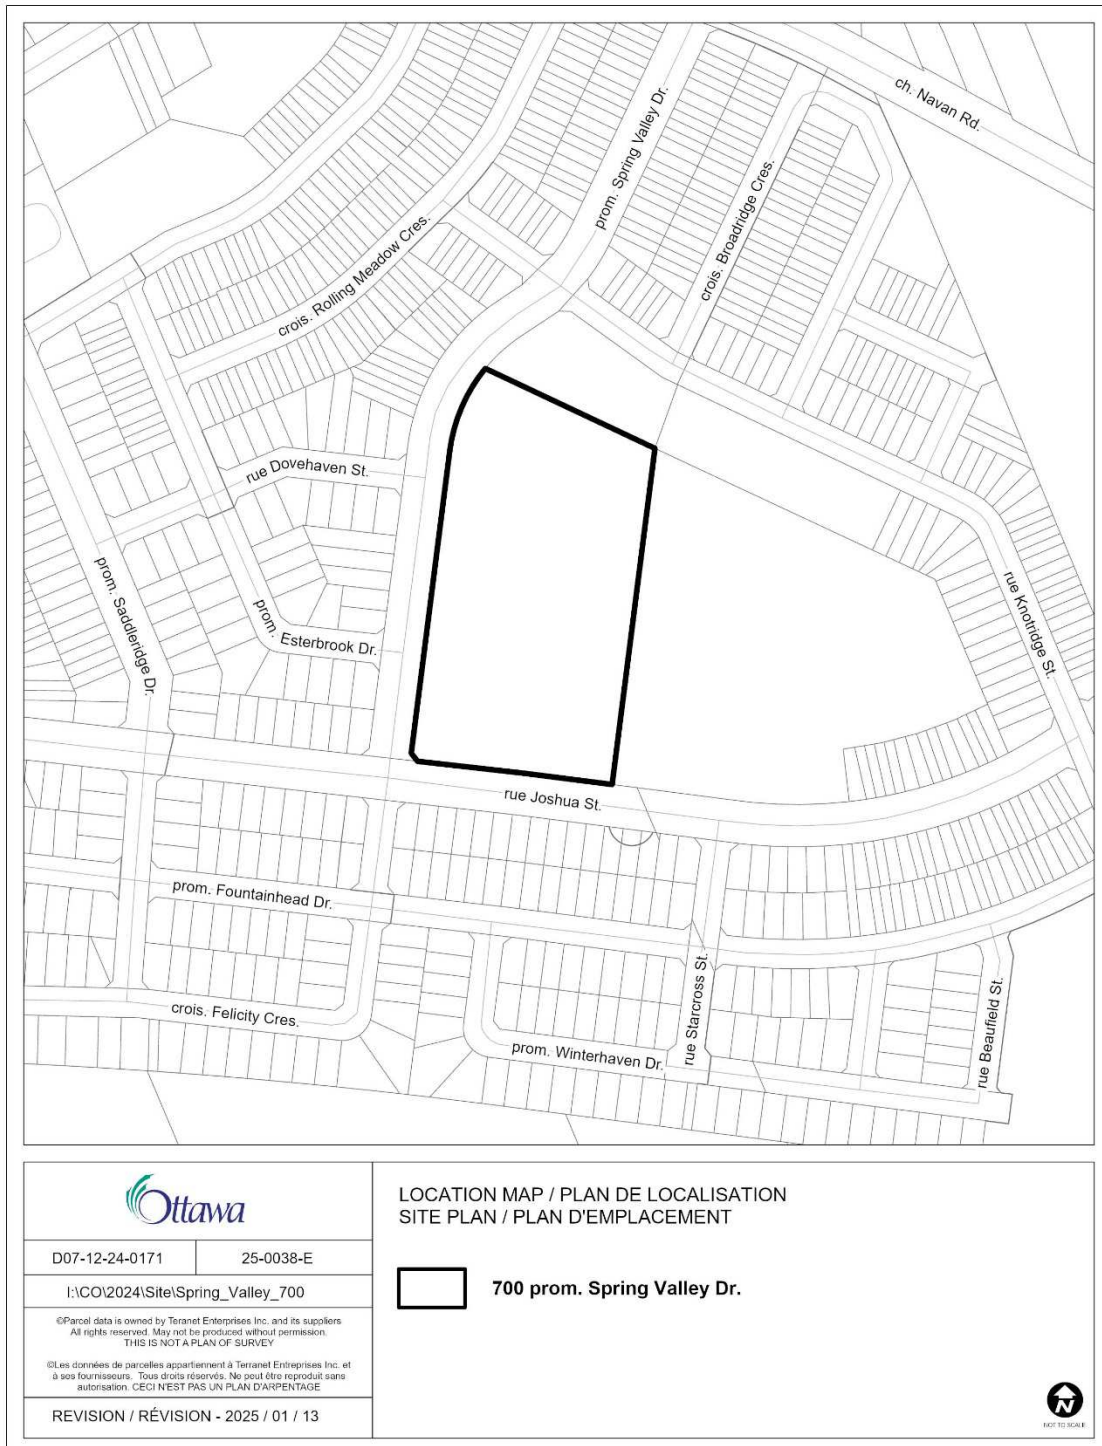 ch. Navan Rd.
prom. Spring Valley Dr.
crois. Broadridge Cres.
crois. Rolling Meadow Cres.
rue Dovehaven St.
prom. Saddleridge Dr.
prom. Esterbrook Dr.
rue Knotridge St.
rue Joshua St.
prom. Fountainhead Dr.
rue Starcross St.
rue Beaufield St.
crois. Felicity Cres.
prom. Winterhaven Dr.
Ottawa
D07-12-24-0171
25-0038-E
I:\CO\2024\Site\Spring_Valley_700
©Parcel data is owned by Teranet Enterprises Inc. and its suppliers
All rights reserved. May not be produced without permission.
THIS IS NOT A PLAN OF SURVEY
©Les données de parcelles appartiennent à Terranet Entreprises Inc. et
à ses fournisseurs. Tous droits réservés. Ne peut être reproduit sans
autorisation. CECI N'EST PAS UN PLAN D'ARPENTAGE
REVISION / RÉVISION - 2025 / 01 / 13
LOCATION MAP / PLAN DE LOCALISATION
SITE PLAN / PLAN D'EMPLACEMENT
700 prom. Spring Valley Dr.
N
NOT TO SCALE